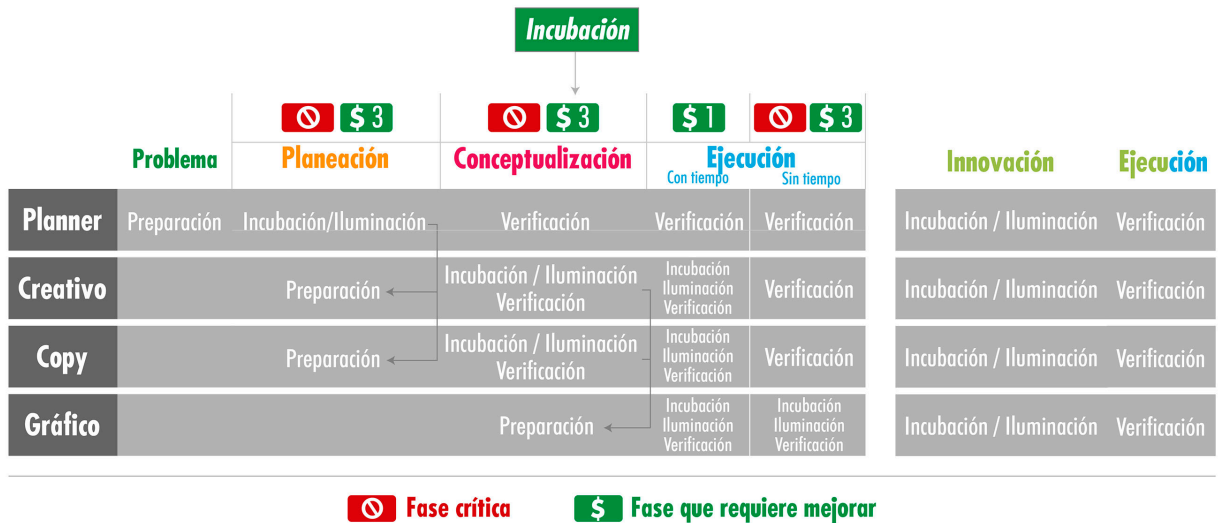 Incubación
$ 3
$ 3
$ 1
$ 3
Problema
Planeación
Conceptualización
Ejecución
Con tiempo
Sin tiempo
Innovación
Ejecución
Planner
Preparación
Incubación/Iluminación
Verificación
Verificación
Verificación
Incubación / Iluminación
Verificación
Creativo
Preparación
Incubación / Iluminación
Verificación
Incubación
Iluminación
Verificación
Verificación
Incubación / Iluminación
Verificación
Copy
Preparación
Incubación / Iluminación
Verificación
Incubación
Iluminación
Verificación
Verificación
Incubación / Iluminación
Verificación
Gráfico
Preparación
Incubación
Iluminación
Verificación
Incubación
Iluminación
Verificación
Incubación / Iluminación
Verificación
Fase crítica
$ Fase que requiere mejorar